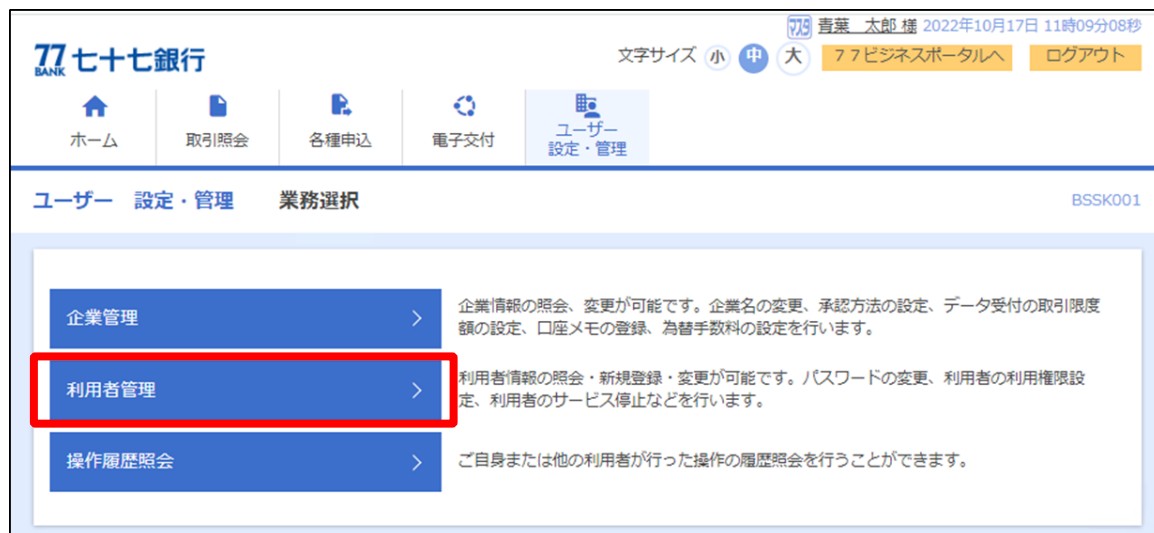 マスタ 青葉 太郎 様 2022年10月17日 11時09分08秒
77 BANK 七十七銀行
文字サイズ 小 中 大 77ビジネスポータルへ ログアウト
ホーム
取引照会
各種申込
電子交付
ユーザー
設定・管理
ユーザー 設定・管理 業務選択 BSSK001
企業管理
企業情報の照会、変更が可能です。企業名の変更、承認方法の設定、データ受付の取引限度
額の設定、口座メモの登録、為替手数料の設定を行います。
利用者管理
利用者情報の照会・新規登録・変更が可能です。パスワードの変更、利用者の利用権限設
定、利用者のサービス停止などを行います。
操作履歴照会
ご自身または他の利用者が行った操作の履歴照会を行うことができます。